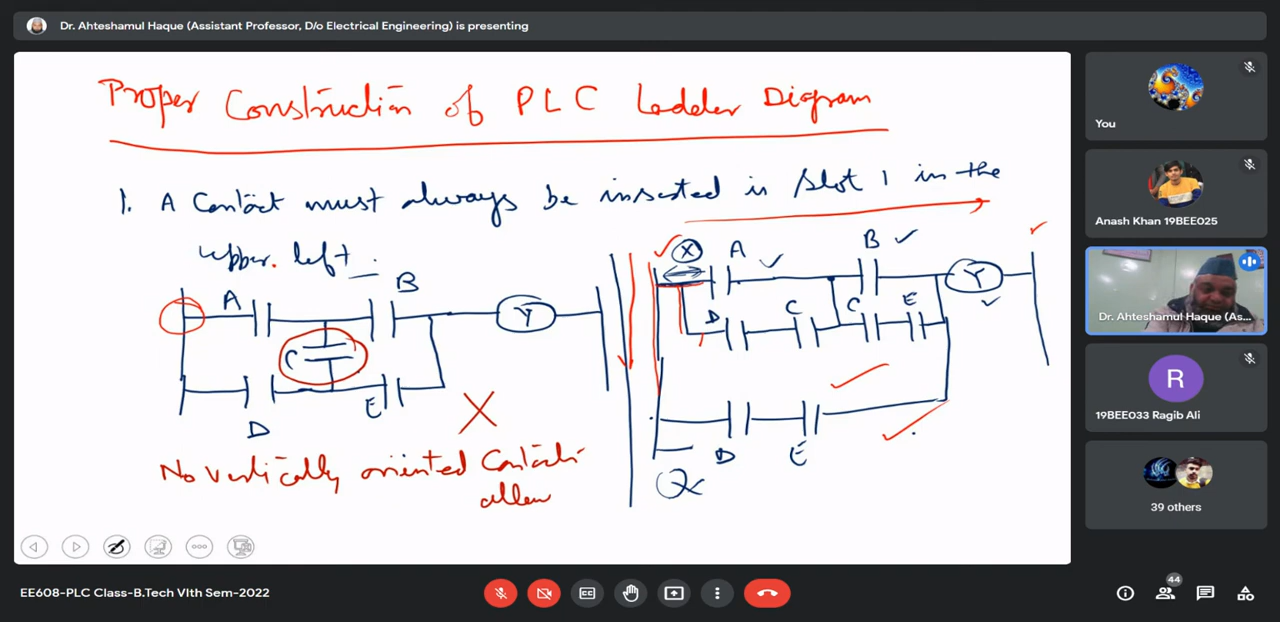 Dr. Ahteshamul Haque (Assistant Professor, D/o Electrical Engineering) is presenting
Proper Construction of PLC Ladder Diagram
1. A Contact must always be inserted in slot 1 in the
upper left
A B Y
C
D E
No vertically oriented Contacts
allow
X A B Y
D C C E
D E
You
Anash Khan 19BEE025
Dr. Ahteshamul Haque (As...
R
19BEE033 Ragib Ali
39 others
EE608-PLC Class-B.Tech VIth Sem-2022
CC
44